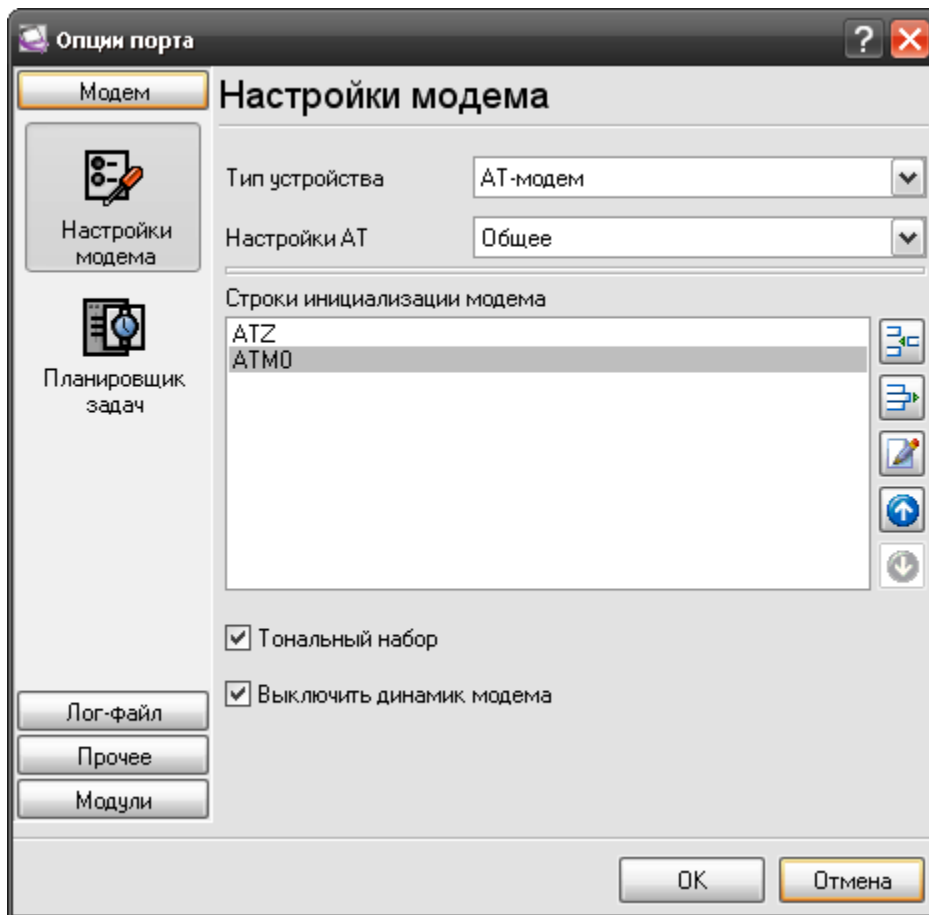 Опции порта
Модем
Настройки модема
Настройки
модема
Планировщик
задач
Тип устройства
АТ-модем
Настройки АТ
Общее
Строки инициализации модема
ATZ
ATM0
Тональный набор
Выключить динамик модема
Лог-файл
Прочее
Модули
OK
Отмена